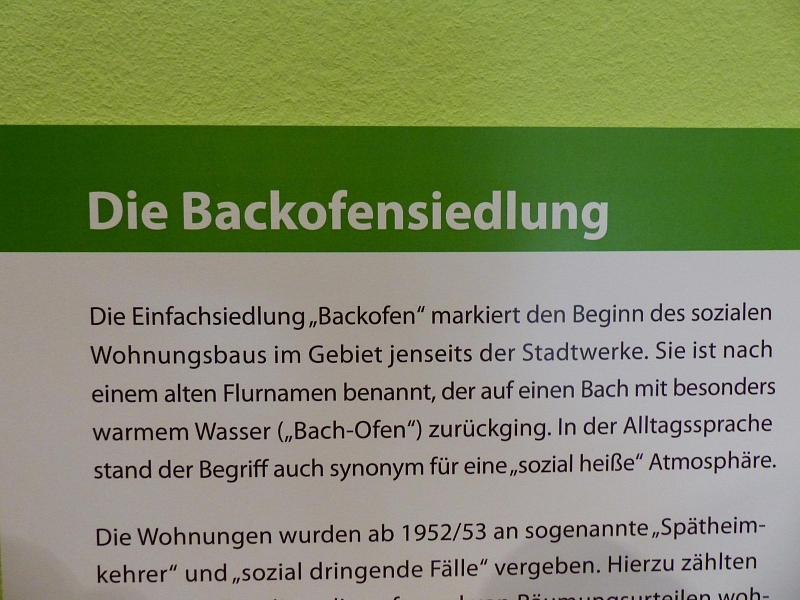 Die Backofensiedlung
Die Einfachsiedlung „Backofen“ markiert den Beginn des sozialen
Wohnungsbaus im Gebiet jenseits der Stadtwerke. Sie ist nach
einem alten Flurnamen benannt, der auf einen Bach mit besonders
warmem Wasser („Bach-Ofen“) zurückging. In der Alltagssprache
stand der Begriff auch synonym für eine „sozial heiße“ Atmosphäre.
Die Wohnungen wurden ab 1952/53 an sogenannte „Spätheim-
kehrer“ und „sozial dringende Fälle“ vergeben. Hierzu zählten
Räumungsurteilen woh-